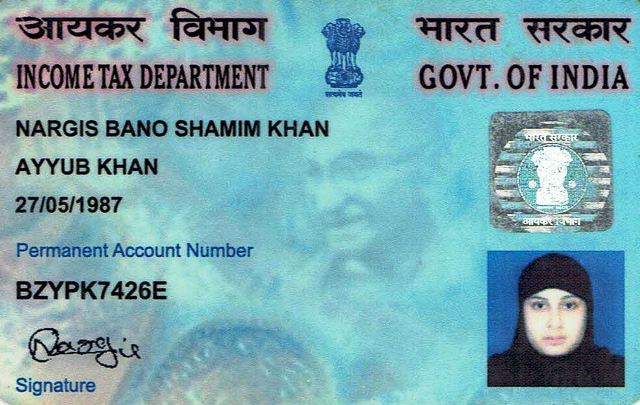 आयकर विभाग
INCOME TAX DEPARTMENT
सत्यमेव जयते
भारत सरकार
GOVT. OF INDIA
NARGIS BANO SHAMIM KHAN
AYYUB KHAN
27/05/1987
Permanent Account Number
BZYPK7426E
Nargis
Signature
भारत सरकार
आयकर विभाग